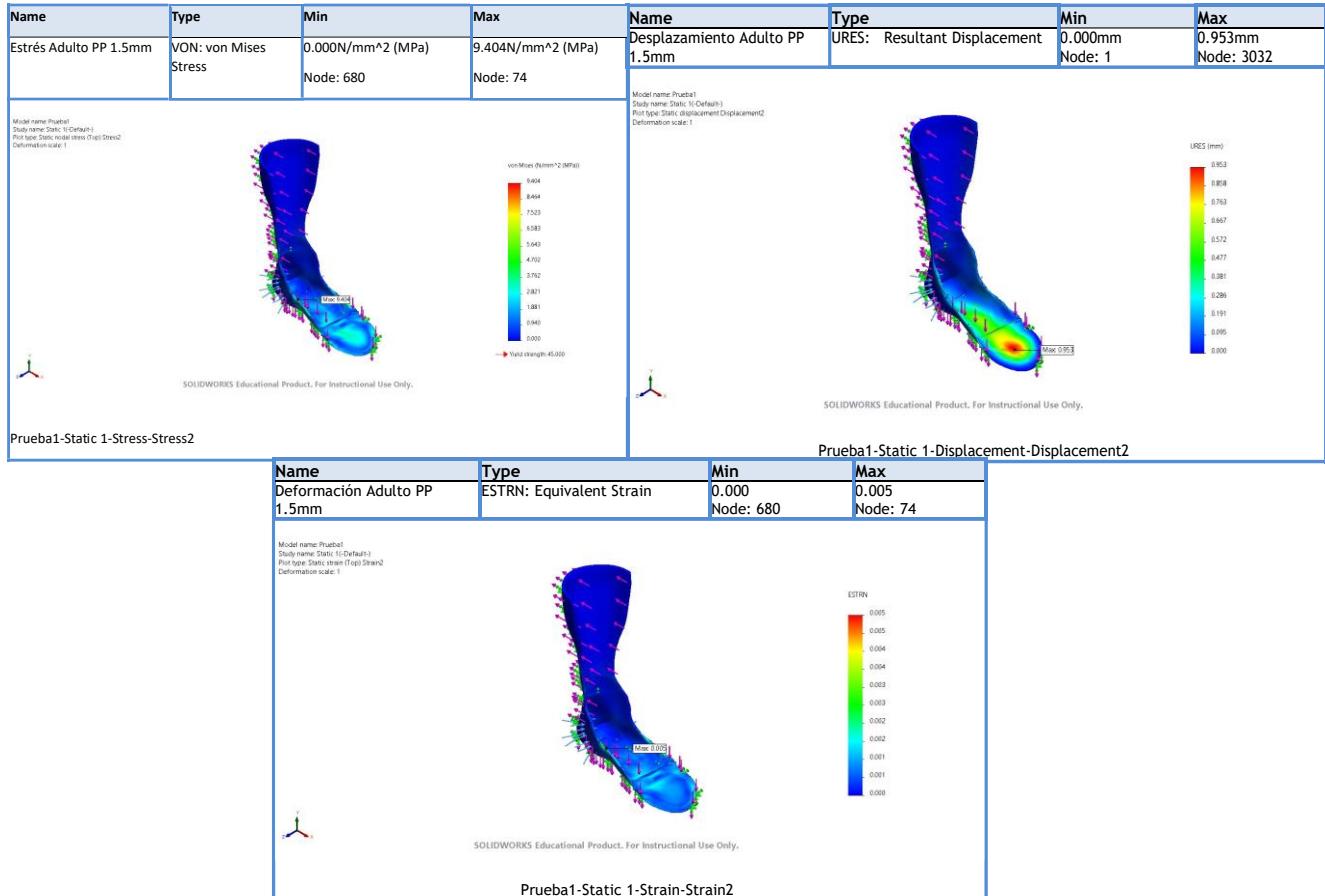 Name Type Min Max
Estrés Adulto PP 1.5mm VON: von Mises Stress 0.000N/mm^2 (MPa) Node: 680 9.404N/mm^2 (MPa) Node: 74
Model name: Prueba1
Study name: Static 1(-Default-)
Plot type: Static nodal stress (Top) Stress2
Deformation scale: 1
von Mises (N/mm^2 (MPa))
9.404
8.464
7.523
6.583
5.643
4.702
3.762
2.821
1.881
0.940
0.000
Yield strength: 45.000
Max: 9.404
SOLIDWORKS Educational Product. For Instructional Use Only.
Prueba1-Static 1-Stress-Stress2
Name Type Min Max
Desplazamiento Adulto PP 1.5mm URES: Resultant Displacement 0.000mm Node: 1 0.953mm Node: 3032
Model name: Prueba1
Study name: Static 1(-Default-)
Plot type: Static displacement Displacement2
Deformation scale: 1
URES (mm)
0.953
0.858
0.763
0.667
0.572
0.477
0.381
0.286
0.191
0.095
0.000
Max: 0.953
SOLIDWORKS Educational Product. For Instructional Use Only.
Prueba1-Static 1-Displacement-Displacement2
Name Type Min Max
Deformación Adulto PP 1.5mm ESTRN: Equivalent Strain 0.000 Node: 680 0.005 Node: 74
Model name: Prueba1
Study name: Static 1(-Default-)
Plot type: Static strain (Top) Strain2
Deformation scale: 1
ESTRN
0.005
0.005
0.004
0.004
0.003
0.003
0.002
0.002
0.001
0.001
0.000
Max: 0.005
SOLIDWORKS Educational Product. For Instructional Use Only.
Prueba1-Static 1-Strain-Strain2